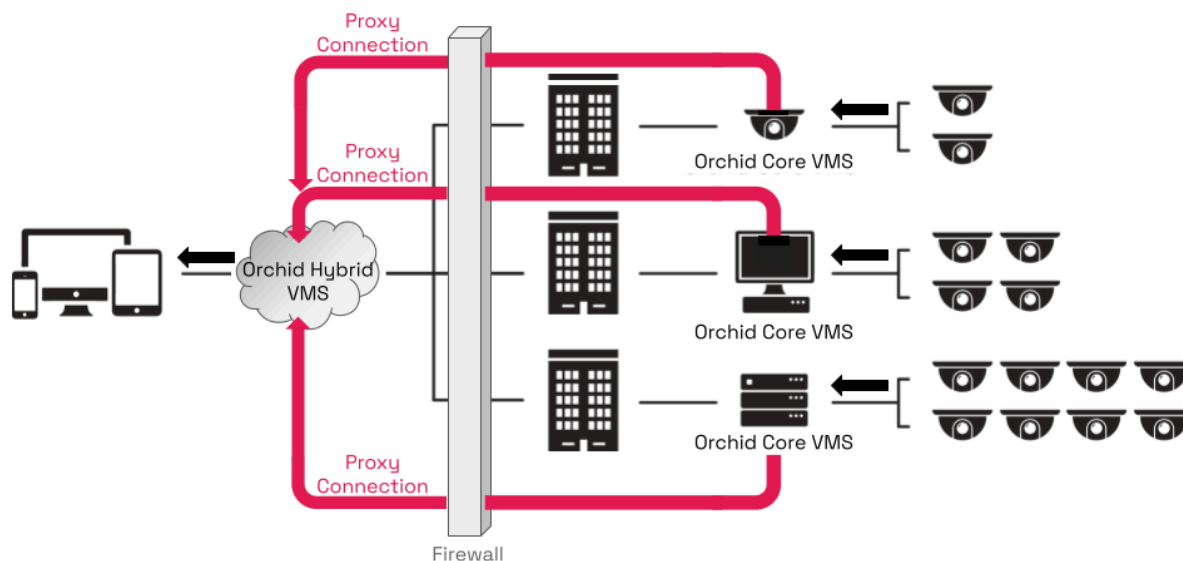 Proxy
Connection
Orchid Core VMS
Proxy
Connection
Orchid Hybrid
VMS
Orchid Core VMS
Orchid Core VMS
Proxy
Connection
Firewall